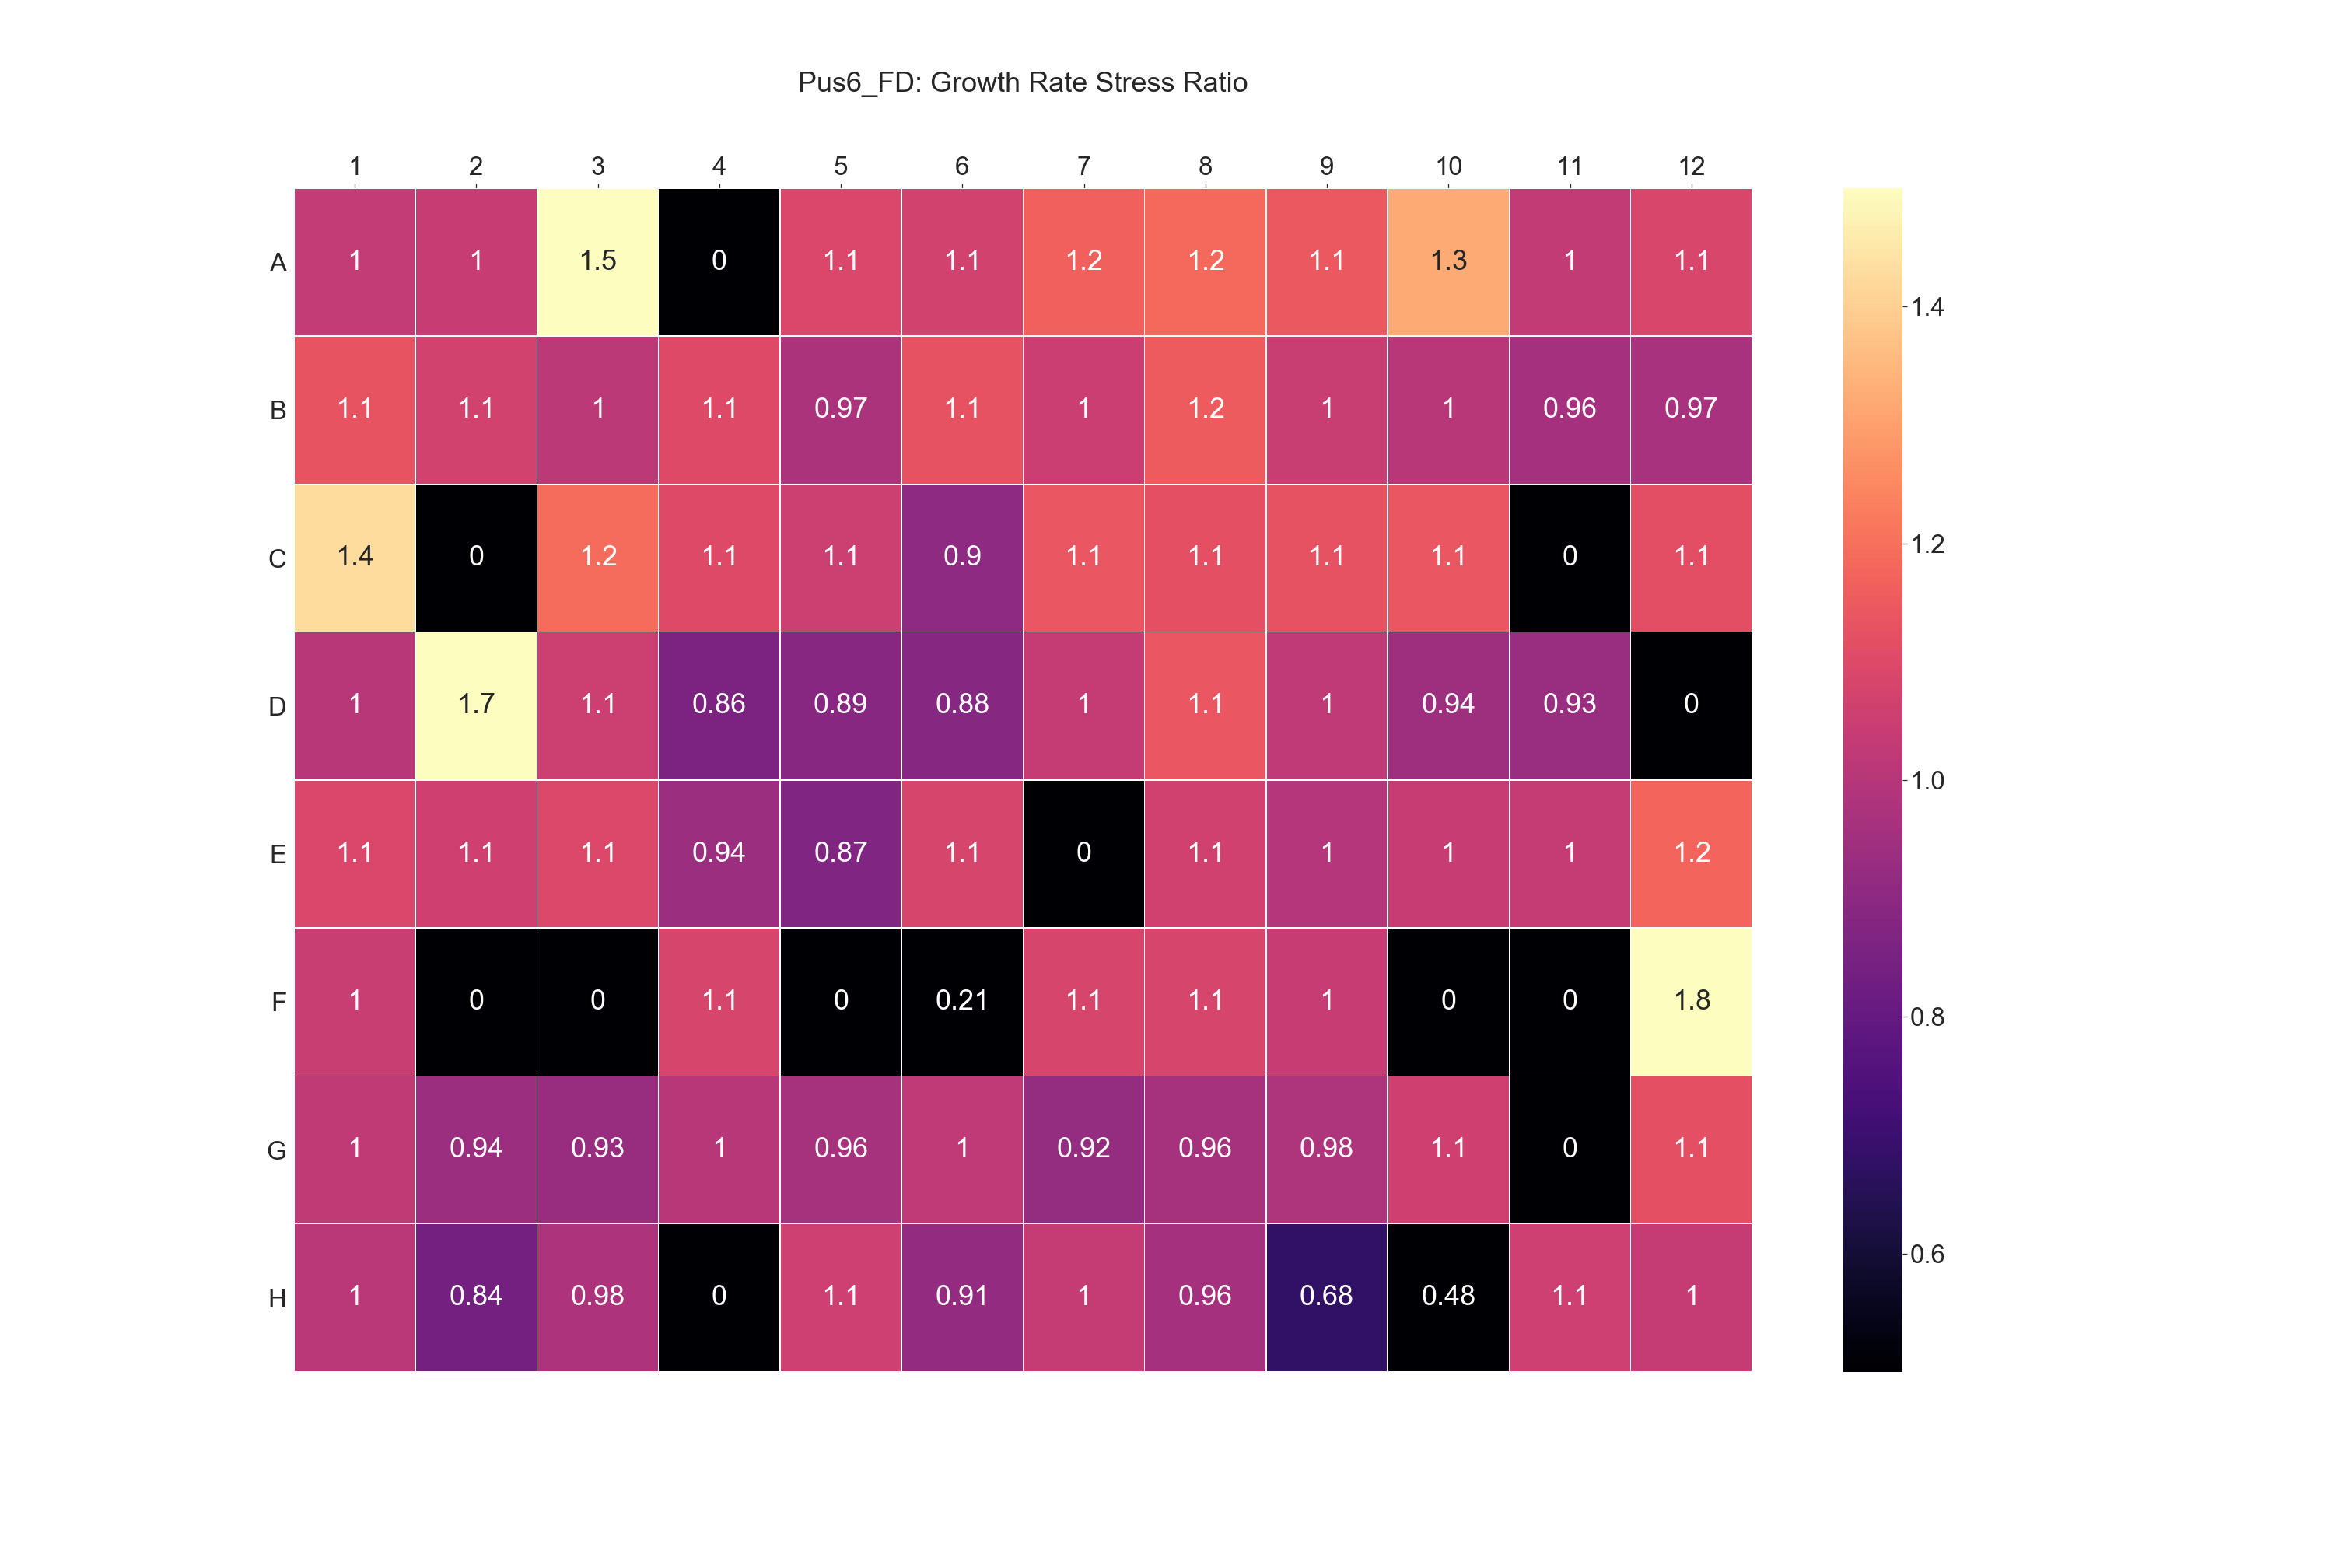 Pus6_FD: Growth Rate Stress Ratio
1 2 3 4 5 6 7 8 9 10 11 12
A 1 1 1.5 0 1.1 1.1 1.2 1.2 1.1 1.3 1 1.1
1.4
B 1.1 1.1 1 1.1 0.97 1.1 1 1.2 1 1 0.96 0.97
C 1.4 0 1.2 1.1 1.1 0.9 1.1 1.1 1.1 1.1 0 1.1
1.2
D 1 1.7 1.1 0.86 0.89 0.88 1 1.1 1 0.94 0.93 0
1.0
E 1.1 1.1 1.1 0.94 0.87 1.1 0 1.1 1 1 1 1.2
F 1 0 0 1.1 0 0.21 1.1 1.1 1 0 0 1.8
0.8
G 1 0.94 0.93 1 0.96 1 0.92 0.96 0.98 1.1 0 1.1
0.6
H 1 0.84 0.98 0 1.1 0.91 1 0.96 0.68 0.48 1.1 1